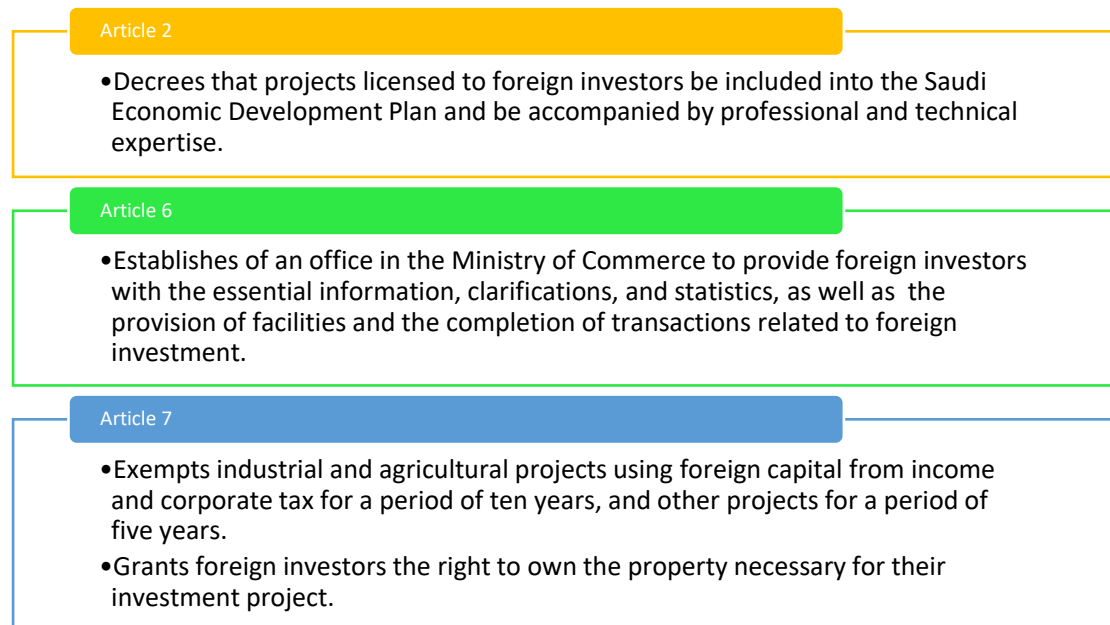 Article 2
•Decrees that projects licensed to foreign investors be included into the Saudi
Economic Development Plan and be accompanied by professional and technical
expertise.
Article 6
•Establishes of an office in the Ministry of Commerce to provide foreign investors
with the essential information, clarifications, and statistics, as well as  the
provision of facilities and the completion of transactions related to foreign
investment.
Article 7
•Exempts industrial and agricultural projects using foreign capital from income
and corporate tax for a period of ten years, and other projects for a period of
five years.
•Grants foreign investors the right to own the property necessary for their
investment project.